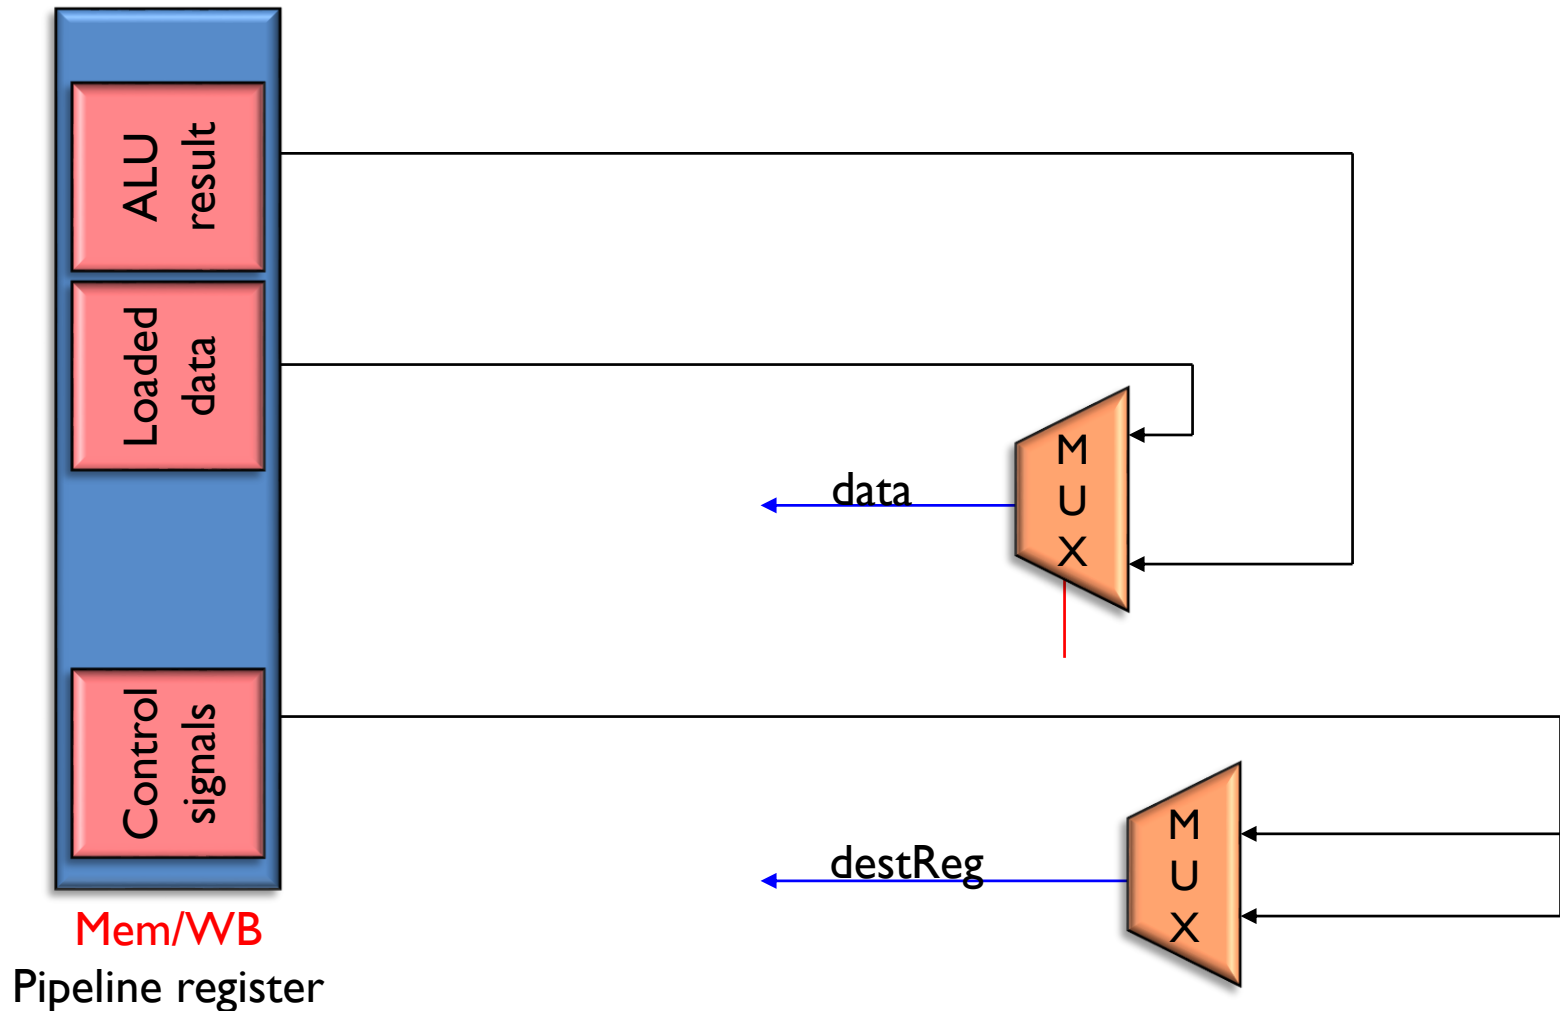 ALU
result
Loaded
data
M
U
X
data
Control
signals
M
U
X
destReg
Mem/WB
Pipeline register